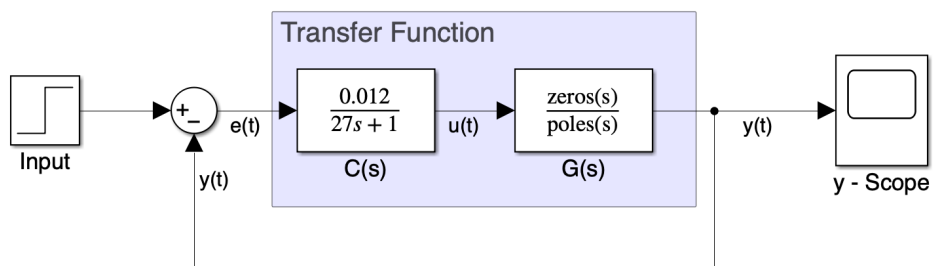 Transfer Function
0.012
27s + 1
zeros(s)
poles(s)
+
−
e(t)
u(t)
y(t)
Input
C(s)
G(s)
y(t)
y - Scope